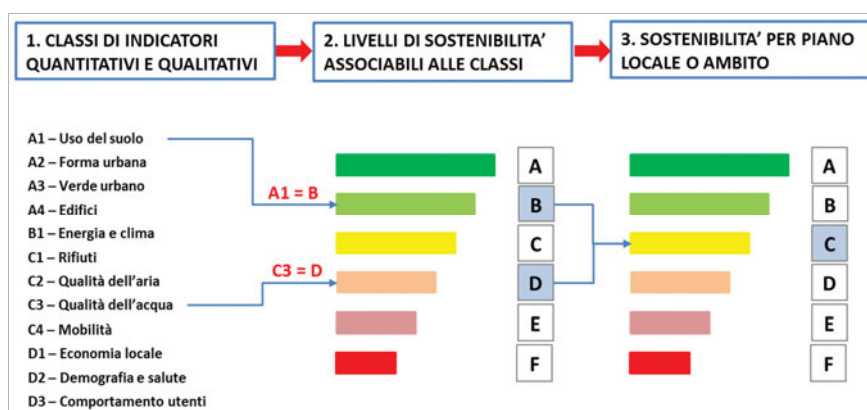 1. CLASSI DI INDICATORI
QUANTITATIVI E QUALITATIVI
2. LIVELLI DI SOSTENIBILITA'
ASSOCIABILI ALLE CLASSI
3. SOSTENIBILITA' PER PIANO
LOCALE O AMBITO
A1 – Uso del suolo
A2 – Forma urbana
A3 – Verde urbano
A4 – Edifici
B1 – Energia e clima
C1 – Rifiuti
C2 – Qualità dell'aria
C3 – Qualità dell'acqua
C4 – Mobilità
D1 – Economia locale
D2 – Demografia e salute
D3 – Comportamento utenti
A1 = B
C3 = D
A
B
C
D
E
F
A
B
C
D
E
F